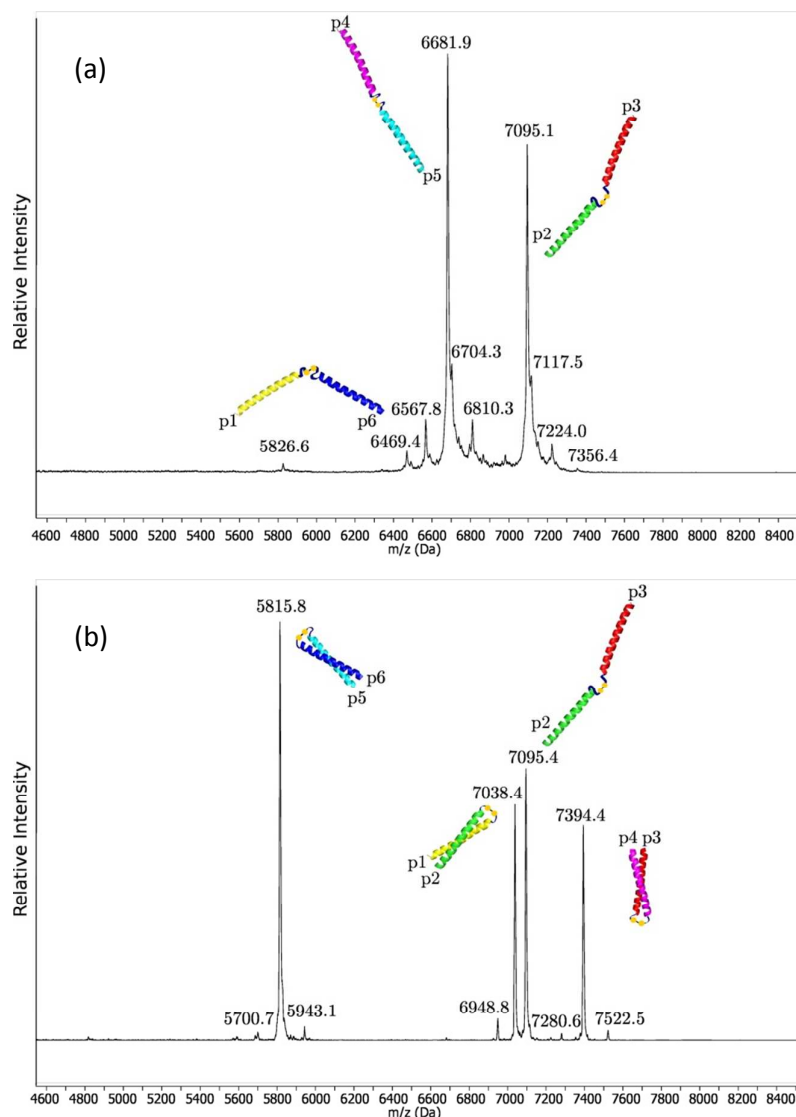 (a)
p4
p5
6681.9
7095.1
p3
p2
Relative Intensity
p1
p6
5826.6
6469.4
6567.8
6704.3
6810.3
7117.5
7224.0
7356.4
4600 4800 5000 5200 5400 5600 5800 6000 6200 6400 6600 6800 7000 7200 7400 7600 7800 8000 8200 8400
m/z (Da)
(b)
5815.8
p6
p5
p3
p2
7095.4
7038.4
p1
p2
7394.4
p4 p3
Relative Intensity
5700.7
5943.1
6948.8
7280.6
7522.5
4600 4800 5000 5200 5400 5600 5800 6000 6200 6400 6600 6800 7000 7200 7400 7600 7800 8000 8200 8400
m/z (Da)